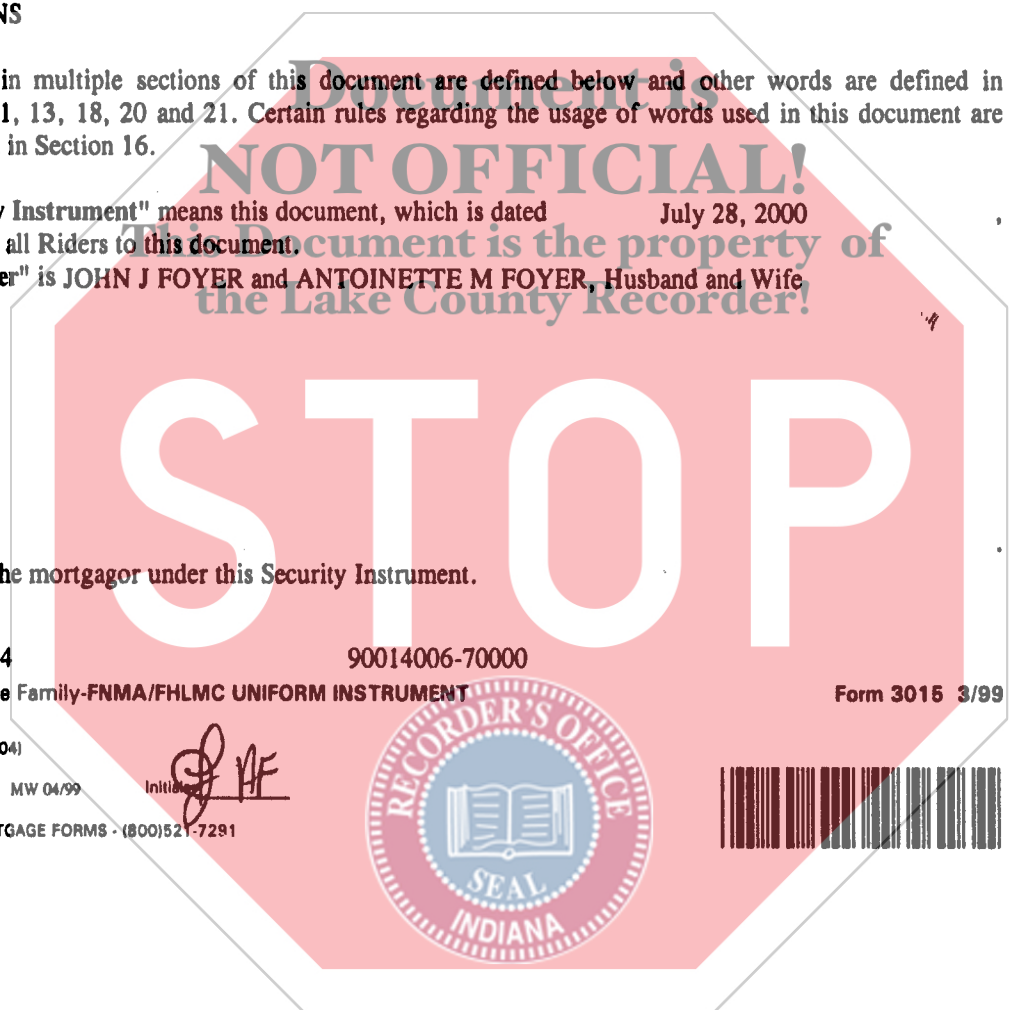 NS
in multiple sections of this document are defined below and other words are defined in
1, 13, 18, 20 and 21. Certain rules regarding the usage of words used in this document are
in Section 16.
Document is
NOT OFFICIAL!
This Document is the property of
the Lake County Recorder!
y Instrument" means this document, which is dated July 28, 2000 ,
all Riders to this document.
er" is JOHN J FOYER and ANTOINETTE M FOYER, Husband and Wife
STOP
.
he mortgagor under this Security Instrument.
4 90014006-70000
e Family-FNMA/FHLMC UNIFORM INSTRUMENT Form 3015 3/99
04)
MW 04/99
TGAGE FORMS - (800)521-7291
RECORDER'S OFFICE
SEAL
INDIANA